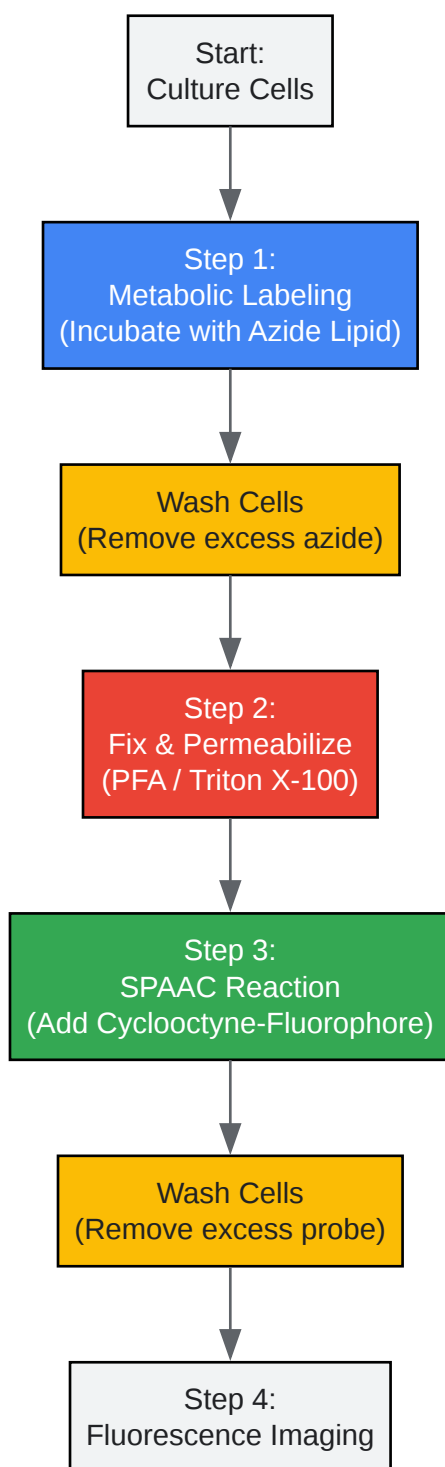 Start:
Culture Cells
Step 1:
Metabolic Labeling
(Incubate with Azide Lipid)
Wash Cells
(Remove excess azide)
Step 2:
Fix & Permeabilize
(PFA / Triton X-100)
Step 3:
SPAAC Reaction
(Add Cyclooctyne-Fluorophore)
Wash Cells
(Remove excess probe)
Step 4:
Fluorescence Imaging